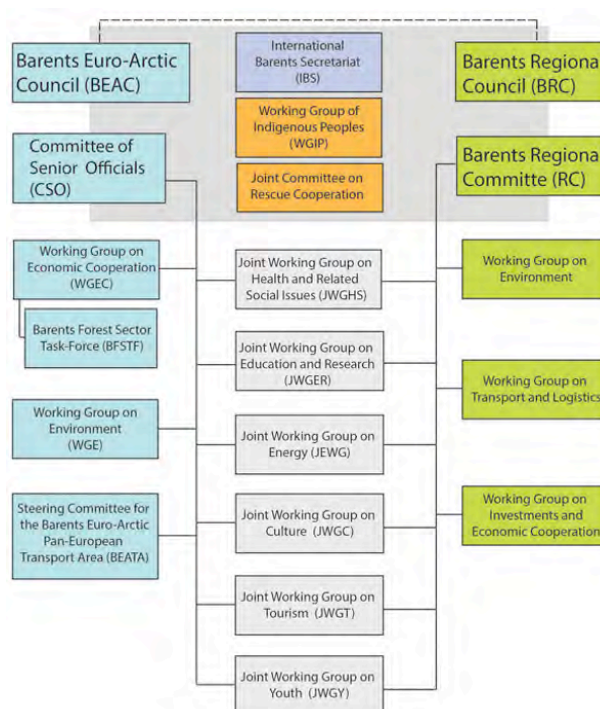 Barents Euro-Arctic
Council (BEAC)
International
Barents Secretariat
(IBS)
Barents Regional
Council (BRC)
Working Group of
Indigenous Peoples
(WGIP)
Committee of
Senior Officials
(CSO)
Joint Committee on
Rescue Cooperation
Barents Regional
Committe (RC)
Working Group on
Economic Cooperation
(WGEC)
Barents Forest Sector
Task-Force (BFSTF)
Working Group on
Environment
(WGE)
Steering Committee for
the Barents Euro-Arctic
Pan-European
Transport Area (BEATA)
Joint Working Group on
Health and Related
Social Issues (JWGHS)
Joint Working Group on
Education and Research
(JWGER)
Joint Working Group on
Energy (JEWG)
Joint Working Group on
Culture (JWGC)
Joint Working Group on
Tourism (JWGT)
Joint Working Group on
Youth (JWGY)
Working Group on
Environment
Working Group on
Transport and Logistics
Working Group on
Investments and
Economic Cooperation